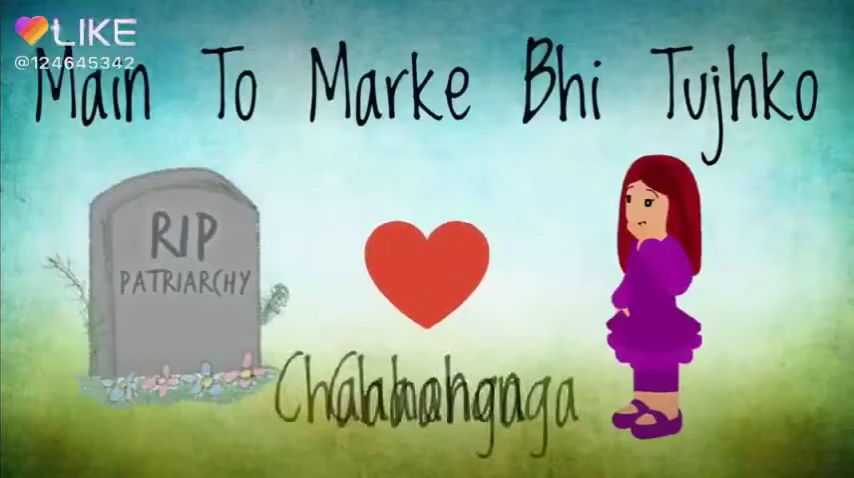 LIKE
@124645342
Main To Marke Bhi Tujhko
RIP
PATRIARCHY